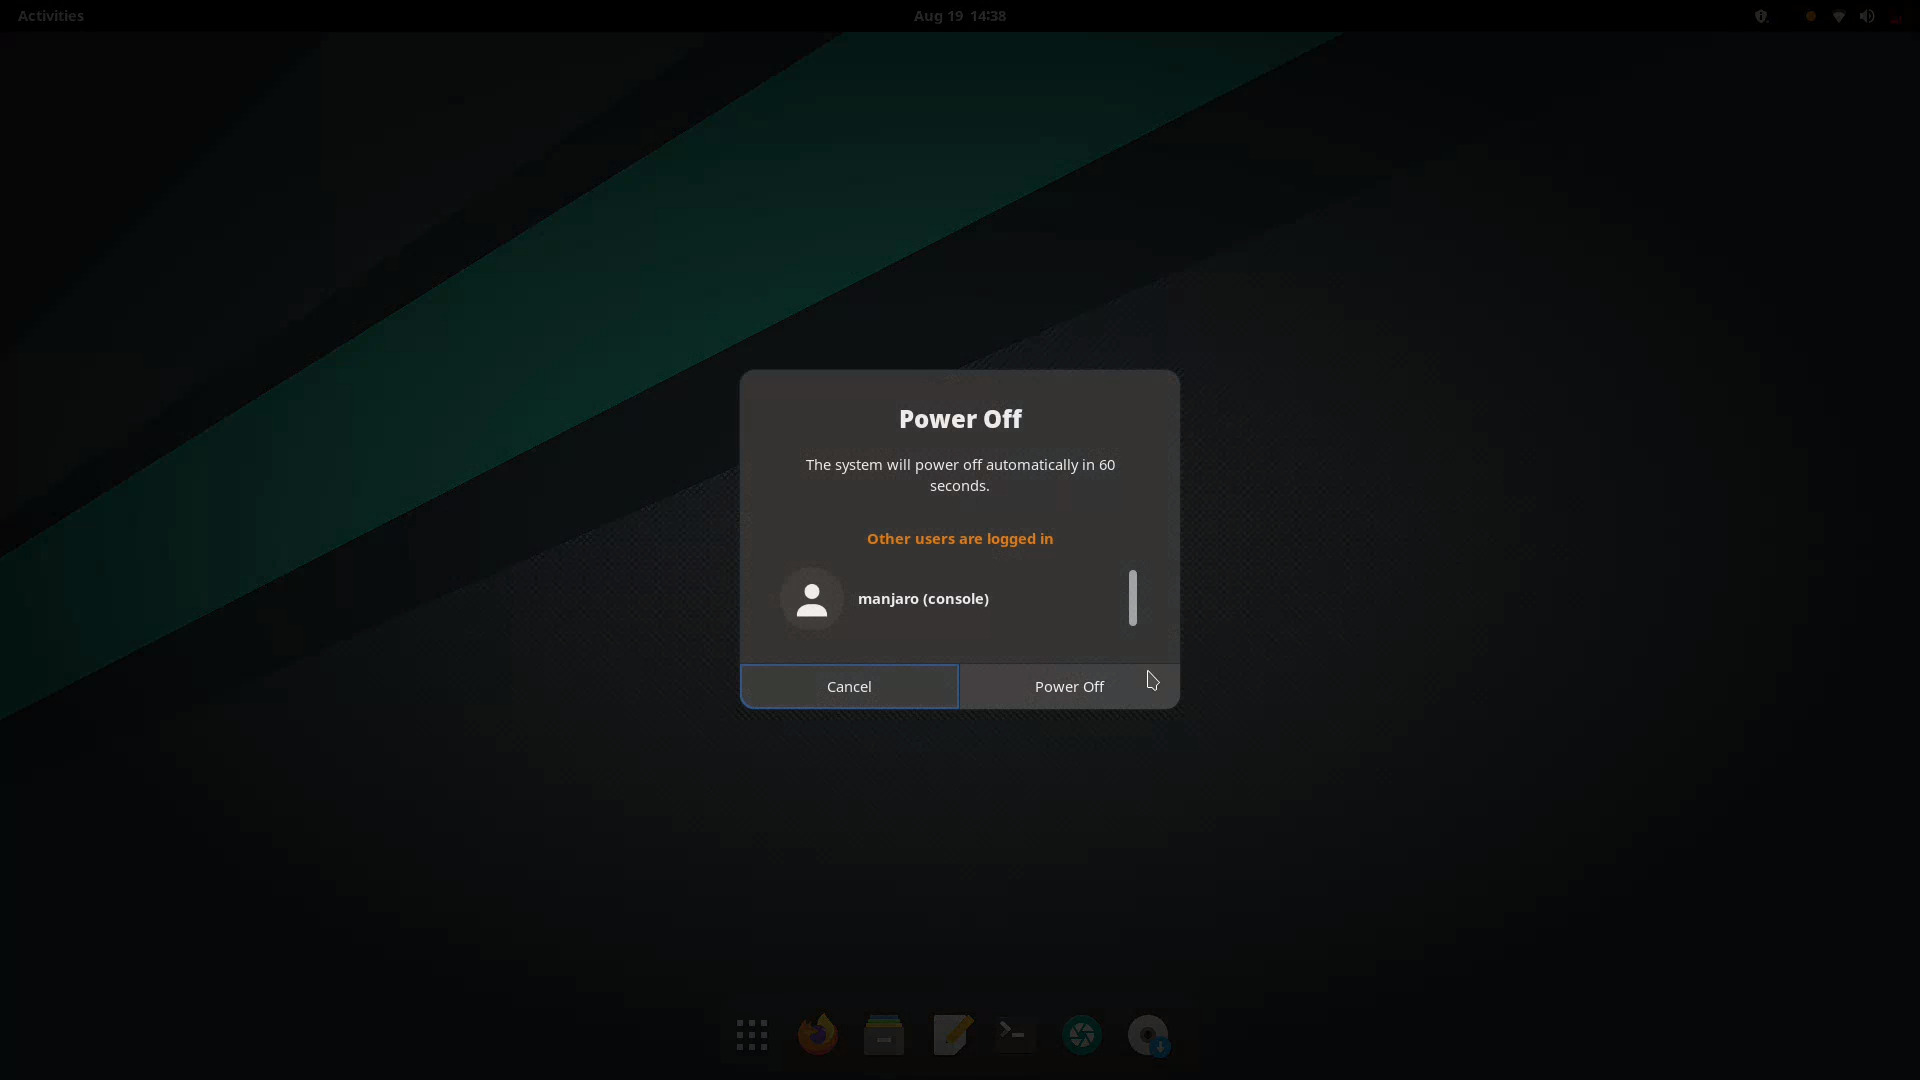 Activities
Aug 19 14:38
Power Off
The system will power off automatically in 60
seconds.
Other users are logged in
manjaro (console)
Cancel
Power Off